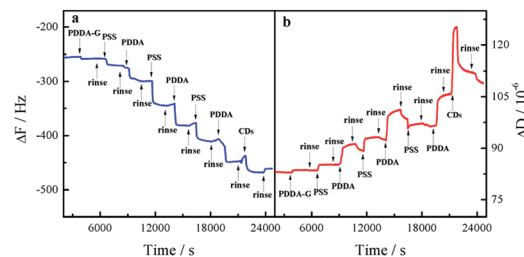 a
b
-200
-300
-400
-500
ΔF / Hz
PDDA-G PSS PDDA PSS PDDA PSS PDDA CDs
rinse rinse rinse rinse rinse rinse rinse rinse
6000 12000 18000 24000
Time / s
rinse rinse rinse rinse rinse rinse rinse rinse
PDDA-G PSS PDDA PSS PDDA PSS PDDA CDs
6000 12000 18000 24000
Time / s
120
105
90
75
ΔD / 10⁻⁶